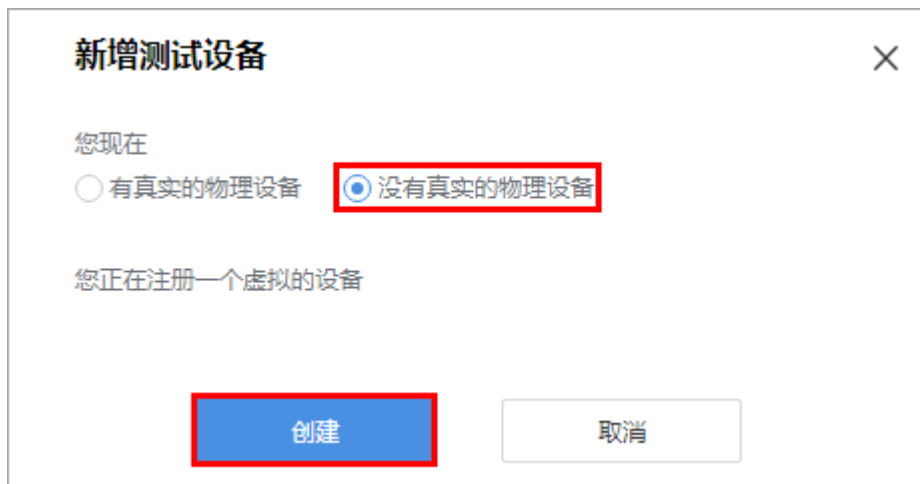 新增测试设备
您现在
有真实的物理设备 没有真实的物理设备
您正在注册一个虚拟的设备
创建 取消